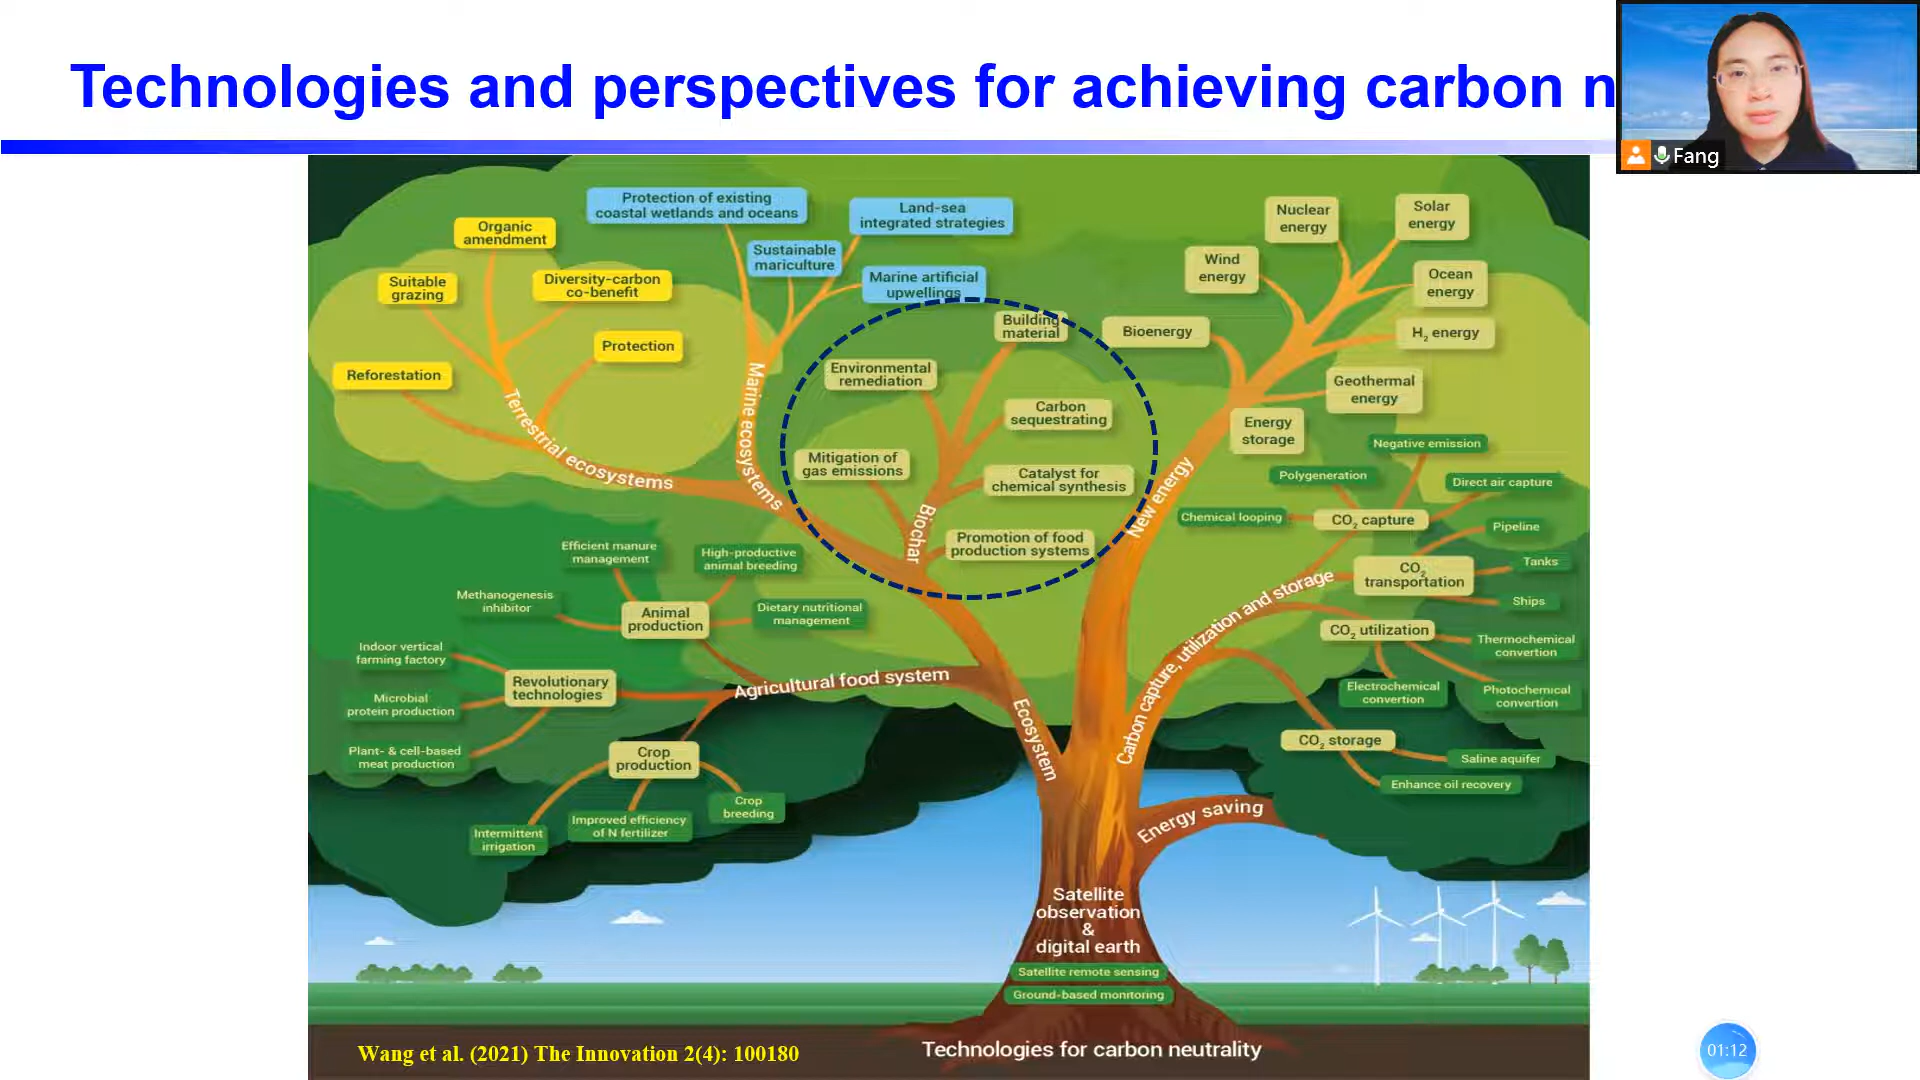 Technologies and perspectives for achieving carbon n
Fang
Protection of existing
coastal wetlands and oceans
Land-sea
integrated strategies
Sustainable
mariculture
Marine artificial
upwellings
Organic
amendment
Suitable
grazing
Diversity-carbon
co-benefit
Protection
Reforestation
Terrestrial ecosystems
Marine ecosystems
Building
material
Environmental
remediation
Carbon
sequestrating
Mitigation of
gas emissions
Catalyst for
chemical synthesis
Promotion of food
production systems
Biochar
Nuclear
energy
Solar
energy
Wind
energy
Ocean
energy
Bioenergy
H2 energy
Geothermal
energy
Energy
storage
New energy
Negative emission
Polygeneration
Direct air capture
Chemical looping
CO2 capture
Pipeline
CO2
transportation
Tanks
Ships
CO2 utilization
Thermochemical
convertion
Electrochemical
convertion
Photochemical
convertion
CO2 storage
Saline aquifer
Enhance oil recovery
Carbon capture, utilization and storage
Efficient manure
management
High-productive
animal breeding
Methanogenesis
inhibitor
Animal
production
Dietary nutritional
management
Indoor vertical
farming factory
Revolutionary
technologies
Microbial
protein production
Plant- & cell-based
meat production
Agricultural food system
Crop
production
Crop
breeding
Improved efficiency
of N fertilizer
Intermittent
irrigation
Ecosystem
Energy saving
Satellite
observation
&
digital earth
Satellite remote sensing
Ground-based monitoring
Wang et al. (2021) The Innovation 2(4): 100180
Technologies for carbon neutrality
01:12